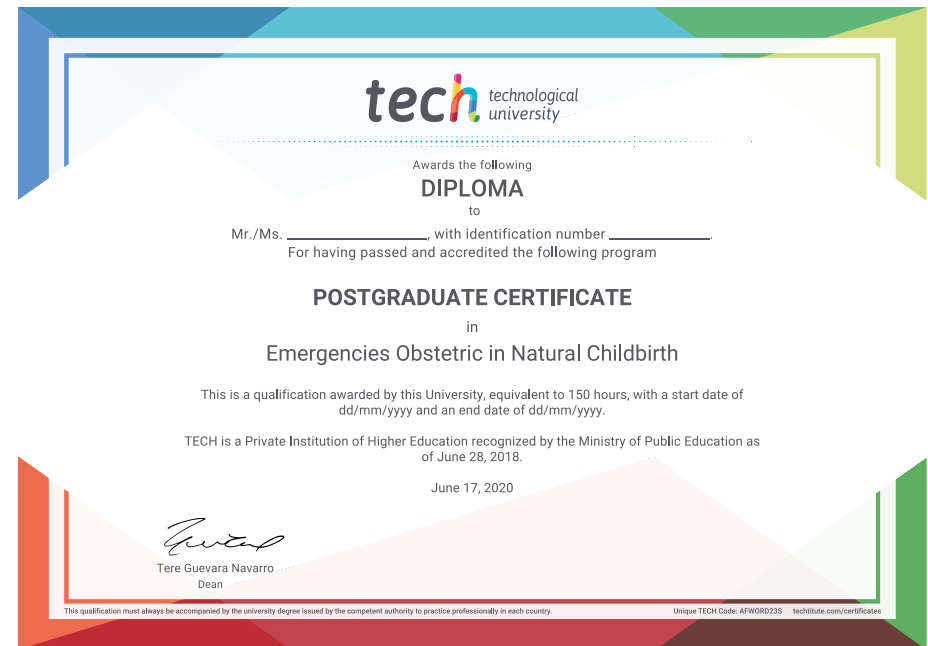 tech technological
university
Awards the following
DIPLOMA
to
Mr./Ms. ____________________, with identification number ______________.
For having passed and accredited the following program
POSTGRADUATE CERTIFICATE
in
Emergencies Obstetric in Natural Childbirth
This is a qualification awarded by this University, equivalent to 150 hours, with a start date of
dd/mm/yyyy and an end date of dd/mm/yyyy.
TECH is a Private Institution of Higher Education recognized by the Ministry of Public Education as
of June 28, 2018.
June 17, 2020
Tere Guevara Navarro
Dean
This qualification must always be accompanied by the university degree issued by the competent authority to practice professionally in each country.
Unique TECH Code: AFWORD23S techtitute.com/certificates